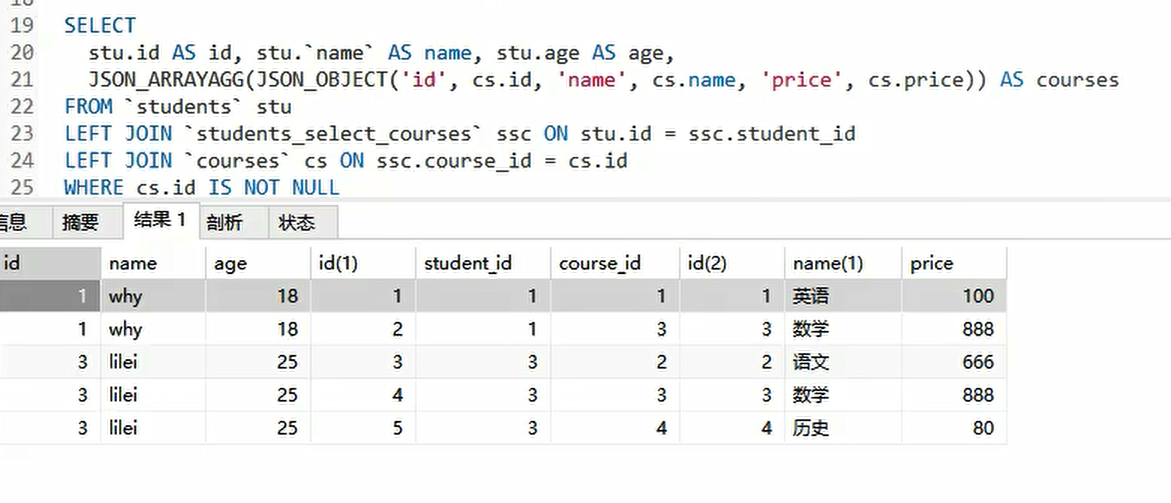 19 SELECT
20 stu.id AS id, stu.`name` AS name, stu.age AS age,
21 JSON_ARRAYAGG(JSON_OBJECT('id', cs.id, 'name', cs.name, 'price', cs.price)) AS courses
22 FROM `students` stu
23 LEFT JOIN `students_select_courses` ssc ON stu.id = ssc.student_id
24 LEFT JOIN `courses` cs ON ssc.course_id = cs.id
25 WHERE cs.id IS NOT NULL
信息 摘要 结果 1 剖析 状态
id name age id(1) student_id course_id id(2) name(1) price
1 why 18 1 1 1 1 英语 100
1 why 18 2 1 3 3 数学 888
3 lilei 25 3 3 2 2 语文 666
3 lilei 25 4 3 3 3 数学 888
3 lilei 25 5 3 4 4 历史 80